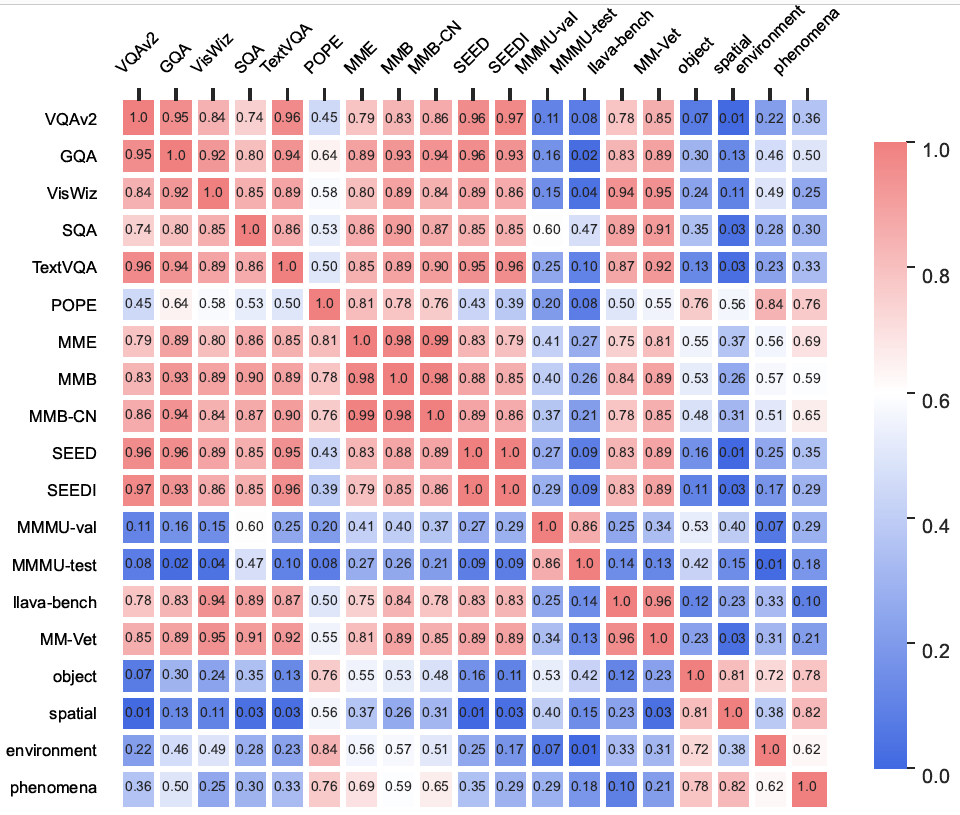 VQAv2 GQA VisWiz SQA TextVQA POPE MME MMB MMB-CN SEED SEEDI MMMU-val MMMU-test llava-bench MM-Vet object spatial environment phenomena
VQAv2 1.0 0.95 0.84 0.74 0.96 0.45 0.79 0.83 0.86 0.96 0.97 0.11 0.08 0.78 0.85 0.07 0.01 0.22 0.36
GQA 0.95 1.0 0.92 0.80 0.94 0.64 0.89 0.93 0.94 0.96 0.93 0.16 0.02 0.83 0.89 0.30 0.13 0.46 0.50
VisWiz 0.84 0.92 1.0 0.85 0.89 0.58 0.80 0.89 0.84 0.89 0.86 0.15 0.04 0.94 0.95 0.24 0.11 0.49 0.25
SQA 0.74 0.80 0.85 1.0 0.86 0.53 0.86 0.90 0.87 0.85 0.85 0.60 0.47 0.89 0.91 0.35 0.03 0.28 0.30
TextVQA 0.96 0.94 0.89 0.86 1.0 0.50 0.85 0.89 0.90 0.95 0.96 0.25 0.10 0.87 0.92 0.13 0.03 0.23 0.33
POPE 0.45 0.64 0.58 0.53 0.50 1.0 0.81 0.78 0.76 0.43 0.39 0.20 0.08 0.50 0.55 0.76 0.56 0.84 0.76
MME 0.79 0.89 0.80 0.86 0.85 0.81 1.0 0.98 0.99 0.83 0.79 0.41 0.27 0.75 0.81 0.55 0.37 0.56 0.69
MMB 0.83 0.93 0.89 0.90 0.89 0.78 0.98 1.0 0.98 0.88 0.85 0.40 0.26 0.84 0.89 0.53 0.26 0.57 0.59
MMB-CN 0.86 0.94 0.84 0.87 0.90 0.76 0.99 0.98 1.0 0.89 0.86 0.37 0.21 0.78 0.85 0.48 0.31 0.51 0.65
SEED 0.96 0.96 0.89 0.85 0.95 0.43 0.83 0.88 0.89 1.0 1.0 0.27 0.09 0.83 0.89 0.16 0.01 0.25 0.35
SEEDI 0.97 0.93 0.86 0.85 0.96 0.39 0.79 0.85 0.86 1.0 1.0 0.29 0.09 0.83 0.89 0.11 0.03 0.17 0.29
MMMU-val 0.11 0.16 0.15 0.60 0.25 0.20 0.41 0.40 0.37 0.27 0.29 1.0 0.86 0.25 0.34 0.53 0.40 0.07 0.29
MMMU-test 0.08 0.02 0.04 0.47 0.10 0.08 0.27 0.26 0.21 0.09 0.09 0.86 1.0 0.14 0.13 0.42 0.15 0.01 0.18
llava-bench 0.78 0.83 0.94 0.89 0.87 0.50 0.75 0.84 0.78 0.83 0.83 0.25 0.14 1.0 0.96 0.12 0.23 0.33 0.10
MM-Vet 0.85 0.89 0.95 0.91 0.92 0.55 0.81 0.89 0.85 0.89 0.89 0.34 0.13 0.96 1.0 0.23 0.03 0.31 0.21
object 0.07 0.30 0.24 0.35 0.13 0.76 0.55 0.53 0.48 0.16 0.11 0.53 0.42 0.12 0.23 1.0 0.81 0.72 0.78
spatial 0.01 0.13 0.11 0.03 0.03 0.56 0.37 0.26 0.31 0.01 0.03 0.40 0.15 0.23 0.03 0.81 1.0 0.38 0.82
environment 0.22 0.46 0.49 0.28 0.23 0.84 0.56 0.57 0.51 0.25 0.17 0.07 0.01 0.33 0.31 0.72 0.38 1.0 0.62
phenomena 0.36 0.50 0.25 0.30 0.33 0.76 0.69 0.59 0.65 0.35 0.29 0.29 0.18 0.10 0.21 0.78 0.82 0.62 1.0
1.0
0.8
0.6
0.4
0.2
0.0